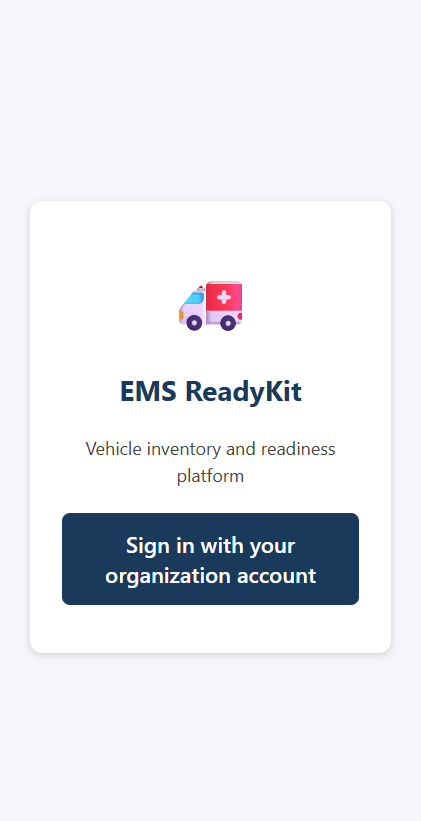 EMS ReadyKit
Vehicle inventory and readiness
platform
Sign in with your
organization account